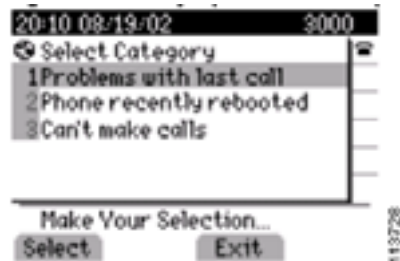 20:10 08/19/02 3000
Select Category
1 Problems with last call
2 Phone recently rebooted
3 Can't make calls
Make Your Selection...
Select Exit
113728